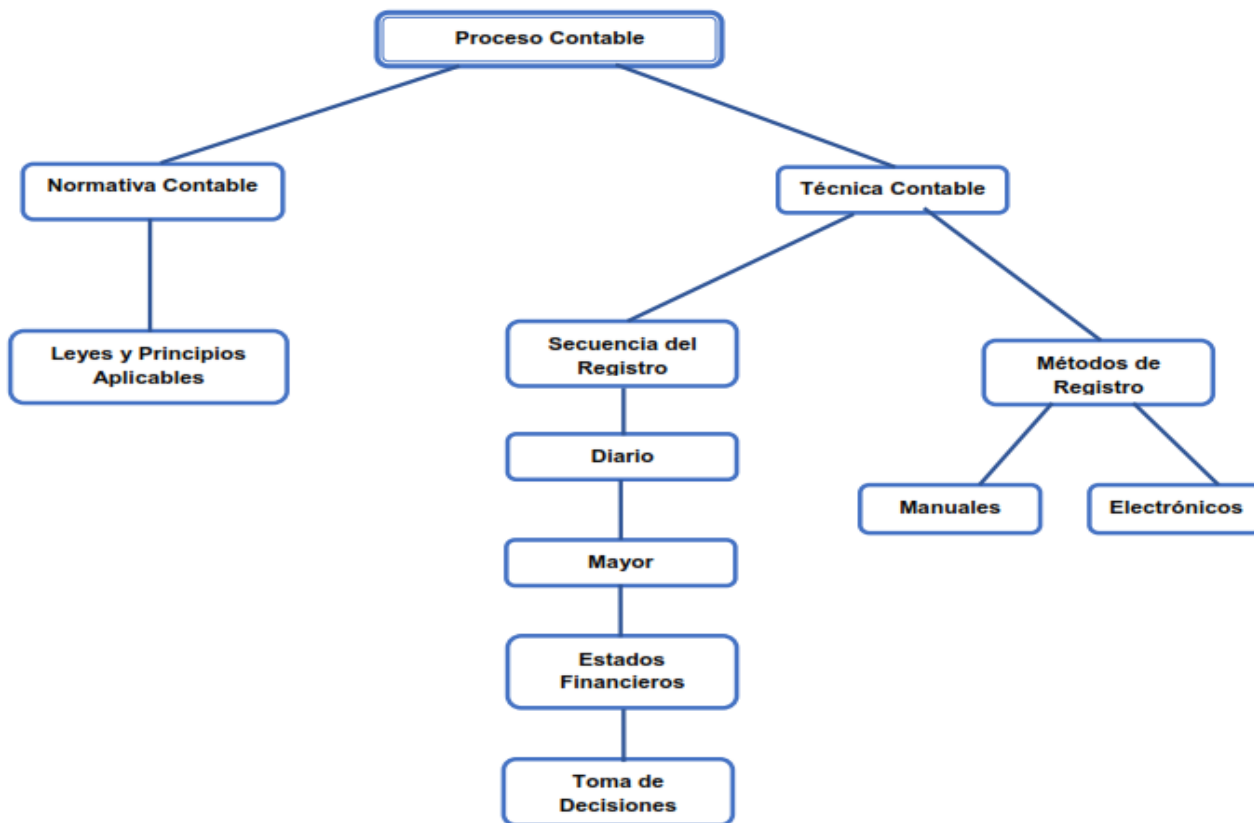 Proceso Contable
Normativa Contable
Técnica Contable
Leyes y Principios
Aplicables
Secuencia del
Registro
Métodos de
Registro
Diario
Manuales
Electrónicos
Mayor
Estados
Financieros
Toma de
Decisiones